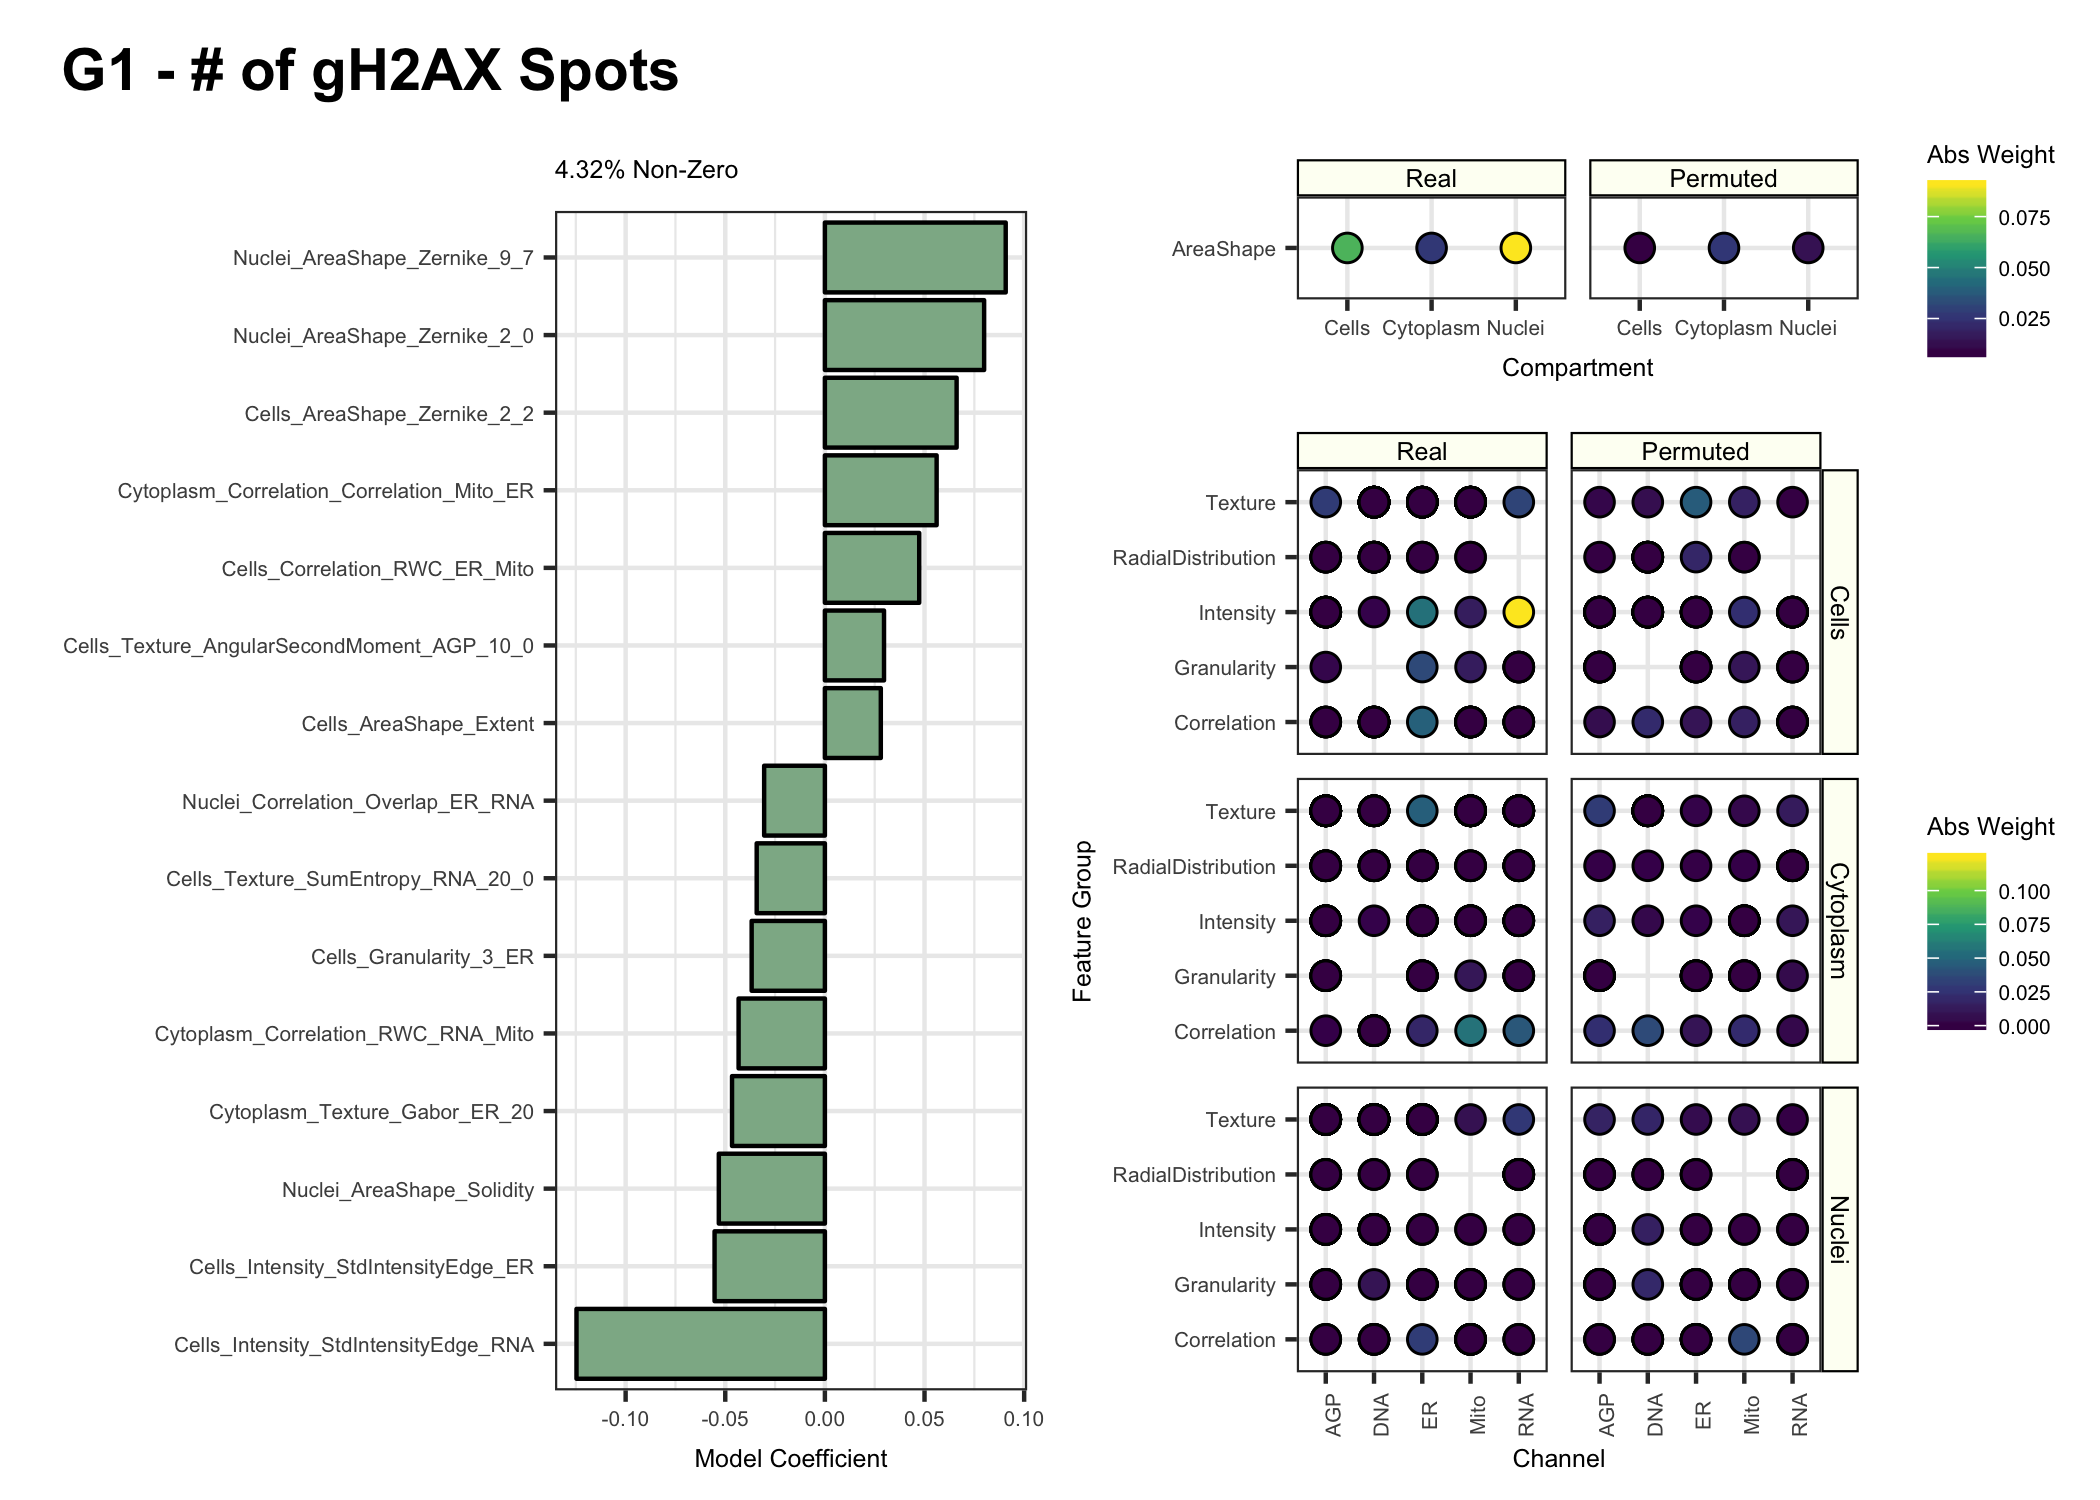 G1 - # of gH2AX Spots
4.32% Non-Zero
Nuclei_AreaShape_Zernike_9_7
Nuclei_AreaShape_Zernike_2_0
Cells_AreaShape_Zernike_2_2
Cytoplasm_Correlation_Correlation_Mito_ER
Cells_Correlation_RWC_ER_Mito
Cells_Texture_AngularSecondMoment_AGP_10_0
Cells_AreaShape_Extent
Nuclei_Correlation_Overlap_ER_RNA
Cells_Texture_SumEntropy_RNA_20_0
Cells_Granularity_3_ER
Cytoplasm_Correlation_RWC_RNA_Mito
Cytoplasm_Texture_Gabor_ER_20
Nuclei_AreaShape_Solidity
Cells_Intensity_StdIntensityEdge_ER
Cells_Intensity_StdIntensityEdge_RNA
-0.10 -0.05 0.00 0.05 0.10
Model Coefficient
Real Permuted
AreaShape
Cells Cytoplasm Nuclei Cells Cytoplasm Nuclei
Compartment
Abs Weight
0.075
0.050
0.025
Feature Group
Real Permuted
Texture
RadialDistribution
Intensity
Granularity
Correlation
Cells
Texture
RadialDistribution
Intensity
Granularity
Correlation
Cytoplasm
Texture
RadialDistribution
Intensity
Granularity
Correlation
Nuclei
AGP DNA ER Mito RNA AGP DNA ER Mito RNA
Channel
Abs Weight
0.100
0.075
0.050
0.025
0.000